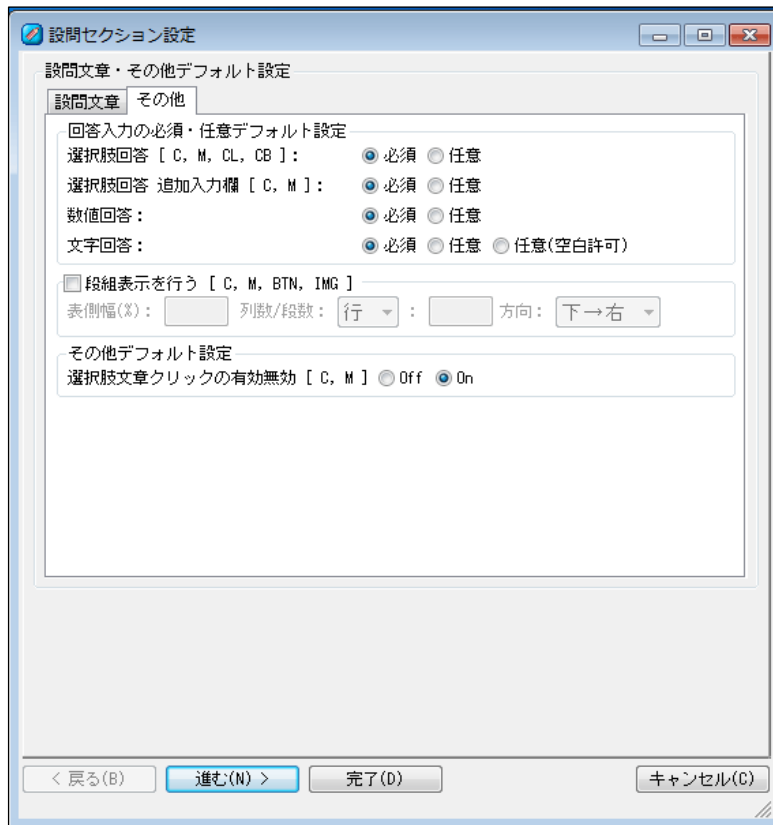 設問セクション設定
設問文章・その他デフォルト設定
設問文章 その他
回答入力の必須・任意デフォルト設定
選択肢回答 [ C, M, CL, CB ]: 必須 任意
選択肢回答 追加入力欄 [ C, M ]: 必須 任意
数値回答: 必須 任意
文字回答: 必須 任意 任意(空白許可)
段組表示を行う [ C, M, BTN, IMG ]
表側幅(%): 列数/段数: 行 : 方向: 下→右
その他デフォルト設定
選択肢文章クリックの有効無効 [ C, M ] Off On
< 戻る(B) 進む(N) > 完了(D) キャンセル(C)